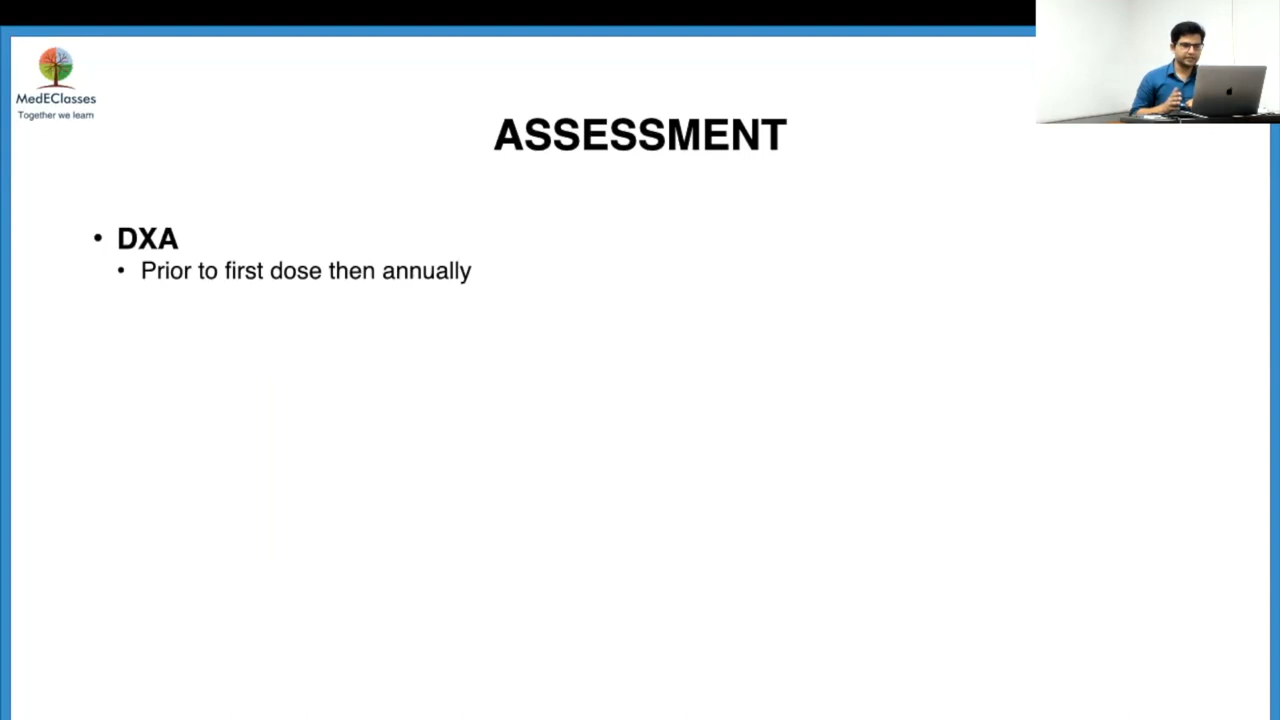 MedEClasses
Together we learn
ASSESSMENT
• DXA
• Prior to first dose then annually